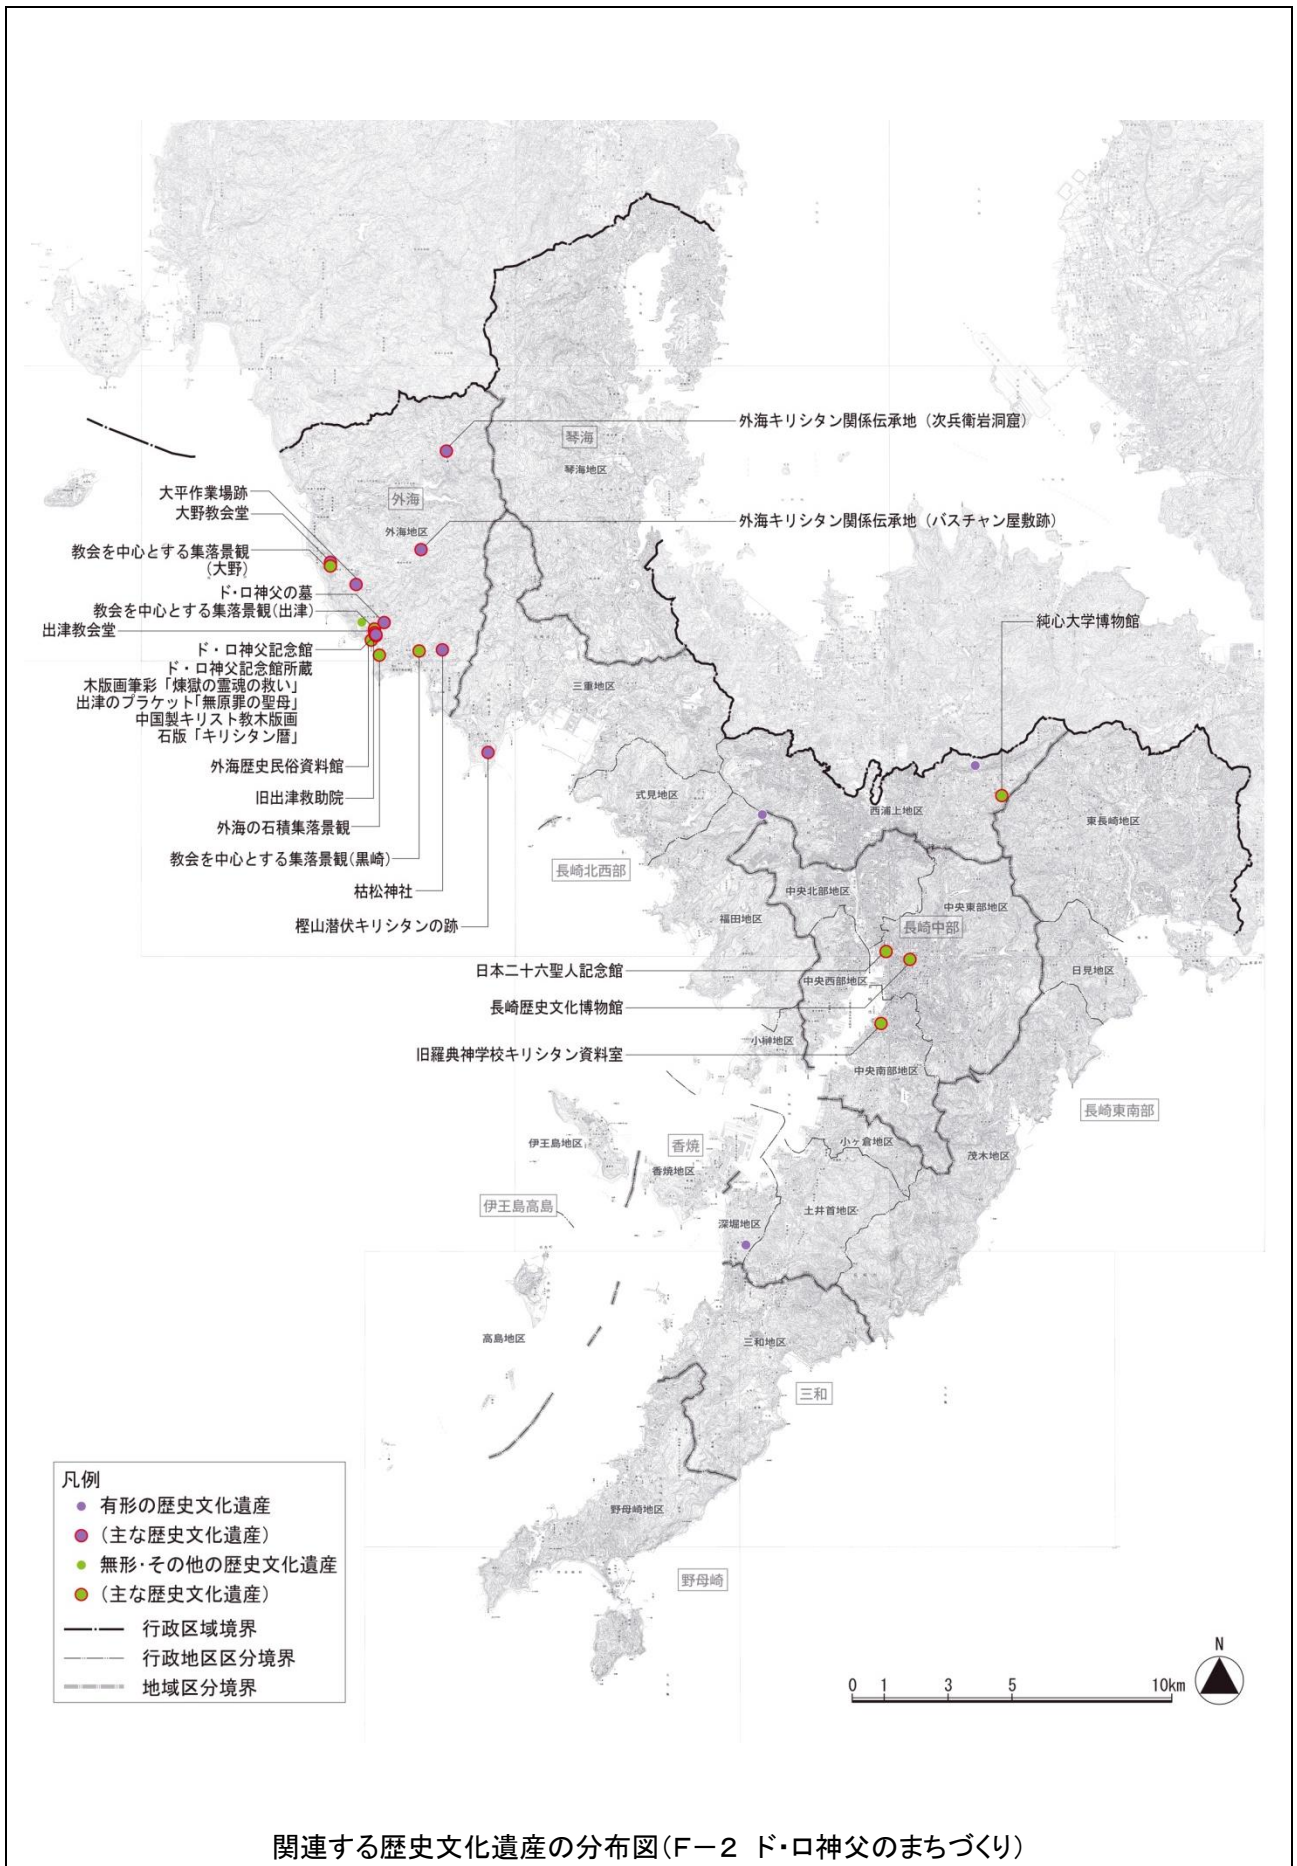 外海キリシタン関係伝承地（次兵衛岩洞窟）
琴海
琴海地区
大平作業場跡
外海
大野教会堂
外海地区
外海キリシタン関係伝承地（バスチャン屋敷跡）
教会を中心とする集落景観
（大野）
ド・ロ神父の墓
教会を中心とする集落景観(出津)
出津教会堂
純心大学博物館
ド・ロ神父記念館
ド・ロ神父記念館所蔵
木版画筆彩「煉獄の霊魂の救い」
出津のプラケット「無原罪の聖母」
中国製キリスト教木版画
石版「キリシタン暦」
三重地区
外海歴史民俗資料館
旧出津救助院
式見地区
西浦上地区
東長崎地区
外海の石積集落景観
教会を中心とする集落景観(黒崎)
長崎北西部
枯松神社
中央北部地区
中央東部地区
樫山潜伏キリシタンの跡
福田地区
長崎中部
日本二十六聖人記念館
中央西部地区
日見地区
長崎歴史文化博物館
小榊地区
旧羅典神学校キリシタン資料室
中央南部地区
長崎東南部
伊王島地区
香焼
小ヶ倉地区
茂木地区
香焼地区
伊王島高島
深堀地区
土井首地区
高島地区
三和地区
三和
野母崎地区
野母崎
凡例
有形の歴史文化遺産
(主な歴史文化遺産)
無形･その他の歴史文化遺産
(主な歴史文化遺産)
行政区域境界
行政地区区分境界
地域区分境界
N
0 1 3 5 10km
関連する歴史文化遺産の分布図（Ｆ－２ ド・ロ神父のまちづくり）